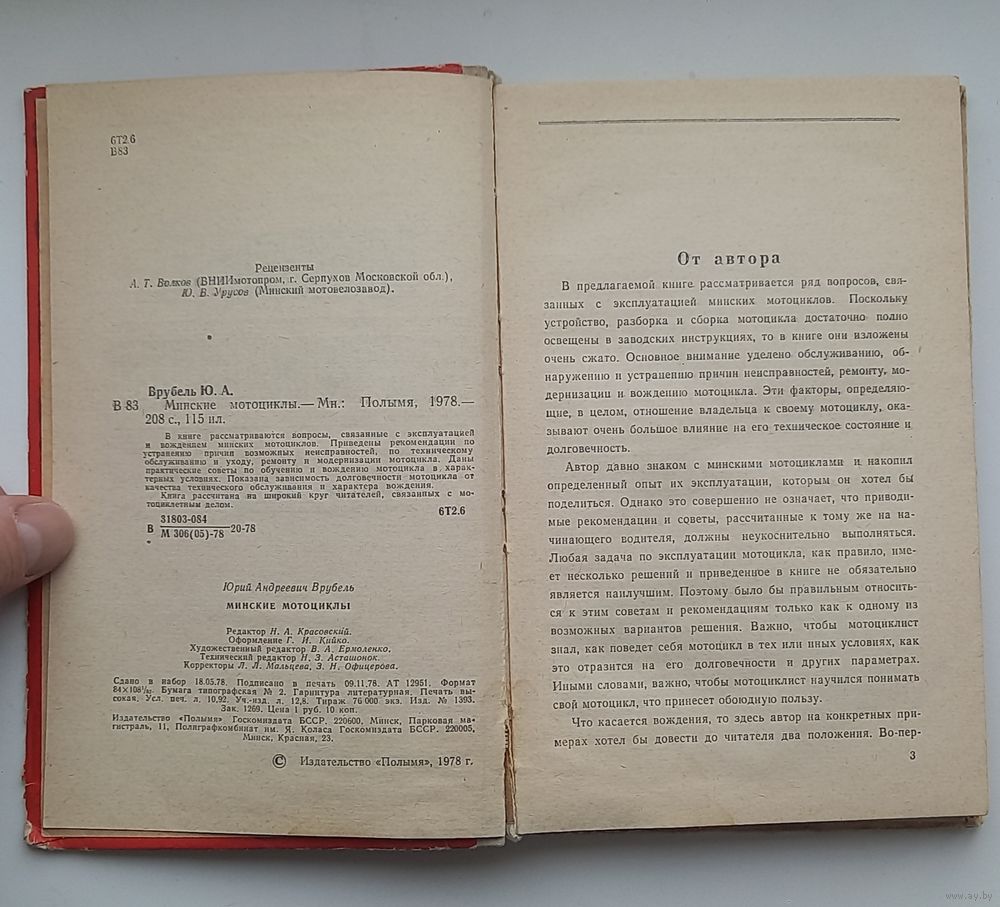 6Т2.6
В83
Рецензенты
А. Т. Волков (ВНИИмотопром, г. Серпухов Московской обл.),
Ю. В. Урусов (Минский мотовелозавод).
Врубель Ю. А.
В 83 Минские мотоциклы.— Мн.: Полымя, 1978.—
208 с., 115 ил.
В книге рассматриваются вопросы, связанные с эксплуатацией
и вождением минских мотоциклов. Приведены рекомендации по
устранению причин возможных неисправностей, по техническому
обслуживанию и уходу, ремонту и модернизации мотоцикла. Даны
практические советы по обучению и вождению мотоцикла в харак-
терных условиях. Показана зависимость долговечности мотоцикла от
качества технического обслуживания и характера вождения.
Книга рассчитана на широкий круг читателей, связанных с мо-
тоциклетным делом.
6Т2.6
31803-084
В 20-78
М 306(05)-78
Юрий Андреевич Врубель
МИНСКИЕ МОТОЦИКЛЫ
Редактор Н. А. Красовский.
Оформление Г. И. Кийко.
Художественный редактор В. А. Ермоленко.
Технический редактор Н. З. Асташонок.
Корректоры Л. Л. Мальцева, З. Н. Офицерова.
Сдано в набор 18.05.78. Подписано в печать 09.11.78. АТ 12951. Формат
84×108¹/₃₂. Бумага типографская № 2. Гарнитура литературная. Печать вы-
сокая. Усл. печ. л. 10,92. Уч.-изд. л. 12,8. Тираж 76 000 экз. Изд. № 1393.
Зак. 1269. Цена 1 руб. 10 коп.
Издательство «Полымя» Госкомиздата БССР. 220600, Минск, Парковая ма-
гистраль, 11. Полиграфкомбинат им. Я. Коласа Госкомиздата БССР. 220005,
Минск, Красная, 23.
© Издательство «Полымя», 1978 г.
От автора
В предлагаемой книге рассматривается ряд вопросов, свя-
занных с эксплуатацией минских мотоциклов. Поскольку
устройство, разборка и сборка мотоцикла достаточно полно
освещены в заводских инструкциях, то в книге они изложены
очень сжато. Основное внимание уделено обслуживанию, об-
наружению и устранению причин неисправностей, ремонту, мо-
дернизации и вождению мотоцикла. Эти факторы, определяю-
щие, в целом, отношение владельца к своему мотоциклу, ока-
зывают очень большое влияние на его техническое состояние и
долговечность.
Автор давно знаком с минскими мотоциклами и накопил
определенный опыт их эксплуатации, которым он хотел бы
поделиться. Однако это совершенно не означает, что приводи-
мые рекомендации и советы, рассчитанные к тому же на на-
чинающего водителя, должны неукоснительно выполняться.
Любая задача по эксплуатации мотоцикла, как правило, име-
ет несколько решений и приведенное в книге не обязательно
является наилучшим. Поэтому было бы правильным относить-
ся к этим советам и рекомендациям только как к одному из
возможных вариантов решения. Важно, чтобы мотоциклист
знал, как поведет себя мотоцикл в тех или иных условиях, как
это отразится на его долговечности и других параметрах.
Иными словами, важно, чтобы мотоциклист научился понимать
свой мотоцикл, что принесет обоюдную пользу.
Что касается вождения, то здесь автор на конкретных при-
мерах хотел бы довести до читателя два положения. Во-пер-
3
www.ay.by